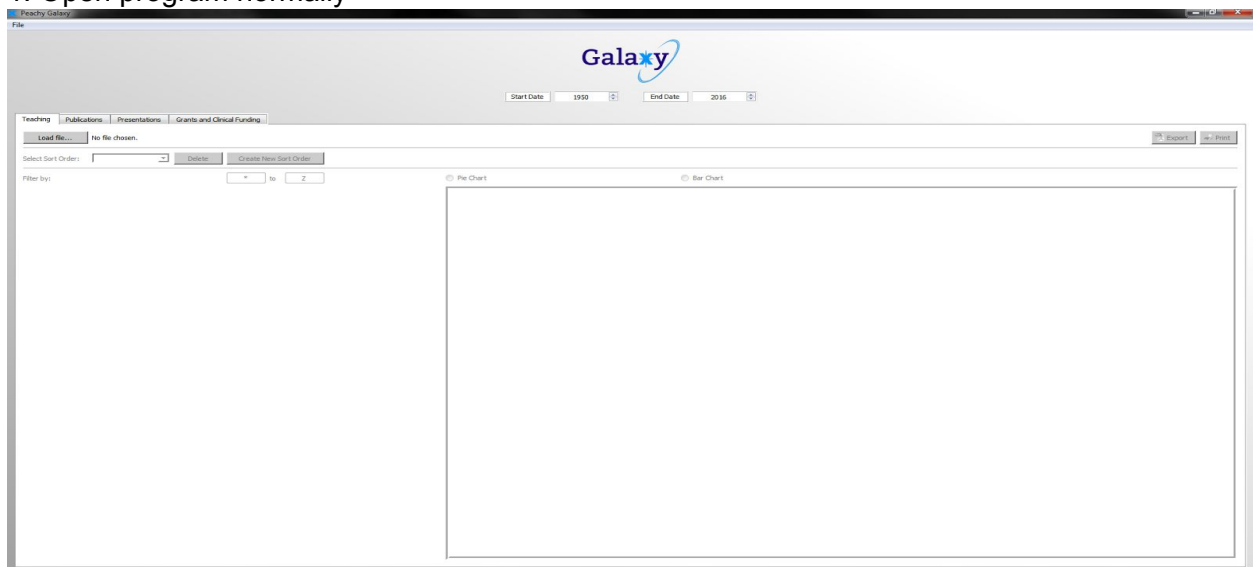 Open program normally
Peachy Galaxy
File
Galaxy
Start Date 1950 End Date 2016
Teaching Publications Presentations Grants and Clinical Funding
Load file... No file chosen. Export Print
Select Sort Order: Delete Create New Sort Order
Filter by: * to Z Pie Chart Bar Chart